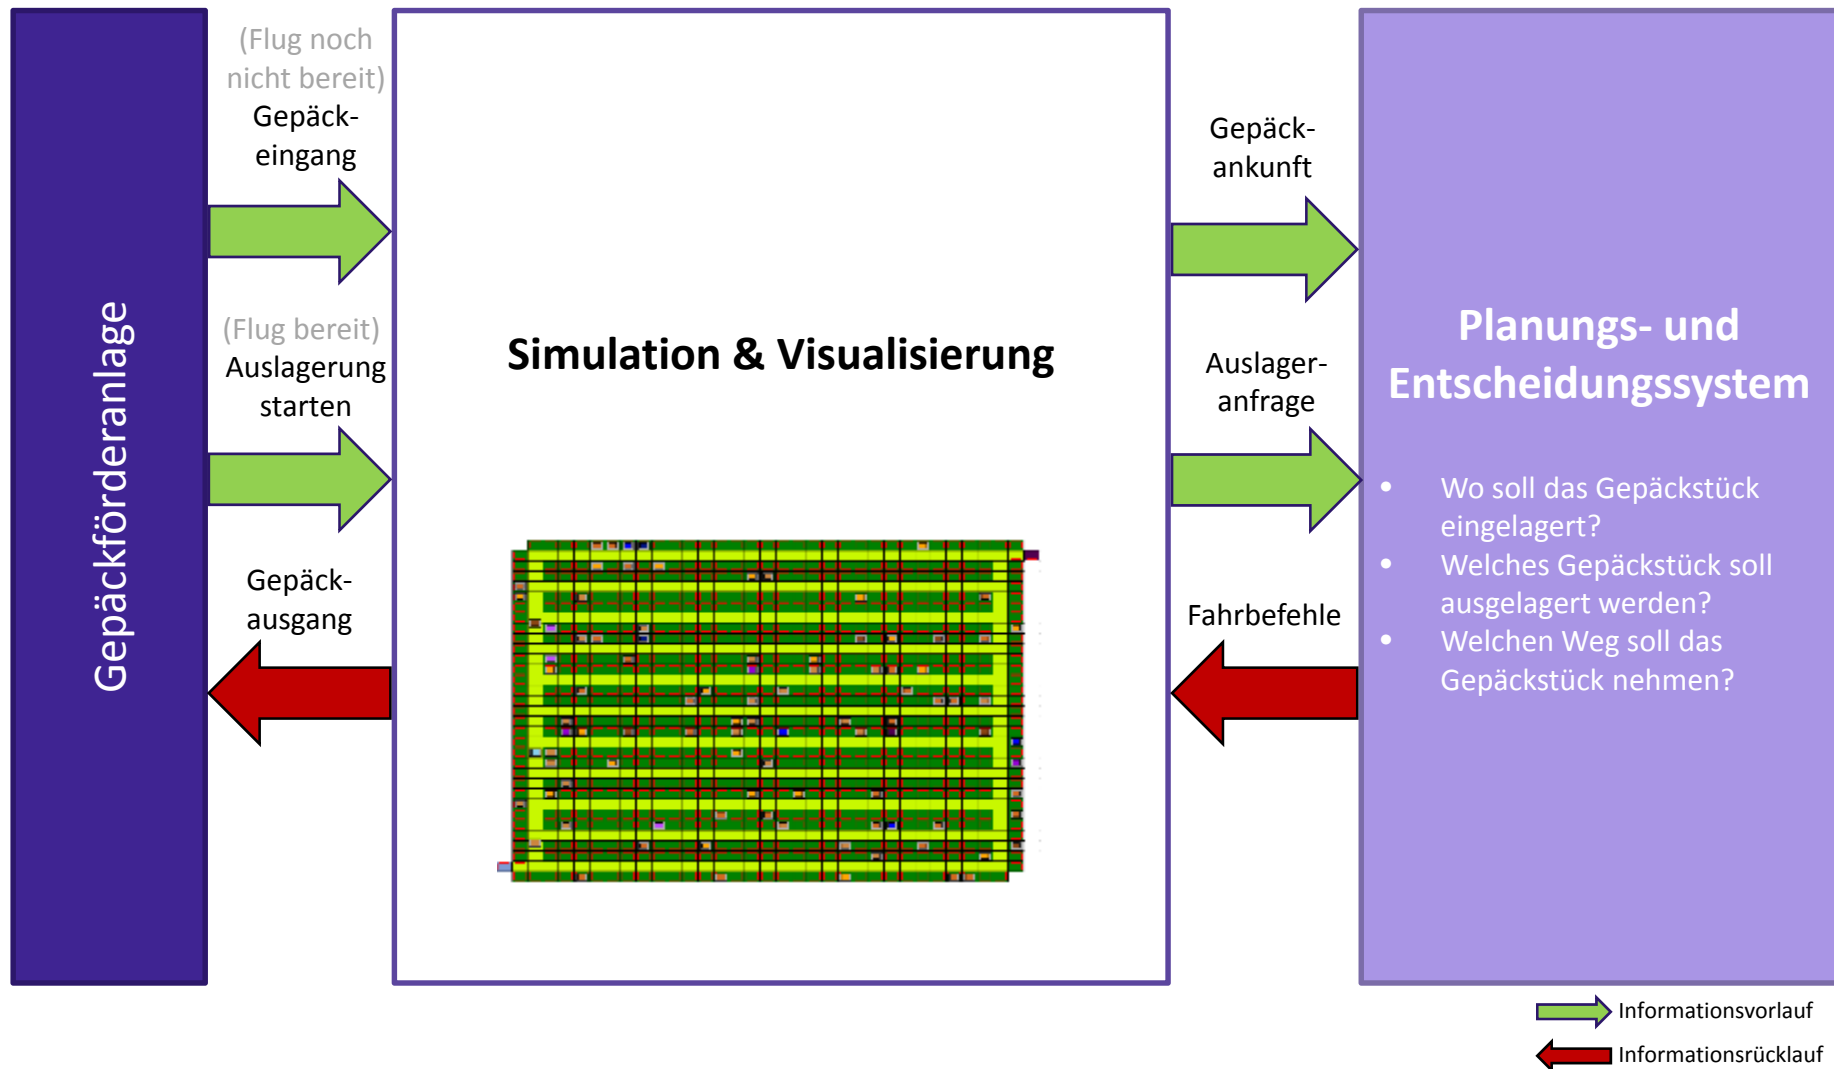 Gepäckförderanlage
(Flug noch
nicht bereit)
Gepäck-
eingang
(Flug bereit)
Auslagerung
starten
Gepäck-
ausgang
Simulation & Visualisierung
Gepäck-
ankunft
Auslager-
anfrage
Fahrbefehle
Planungs- und
Entscheidungssystem
• Wo soll das Gepäckstück
eingelagert?
• Welches Gepäckstück soll
ausgelagert werden?
• Welchen Weg soll das
Gepäckstück nehmen?
Informationsvorlauf
Informationsrücklauf